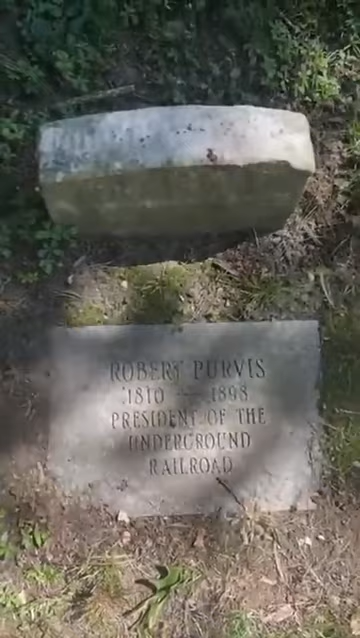 ROBERT PURVIS
1810 — 1898
PRESIDENT OF THE
UNDERGROUND
RAILROAD